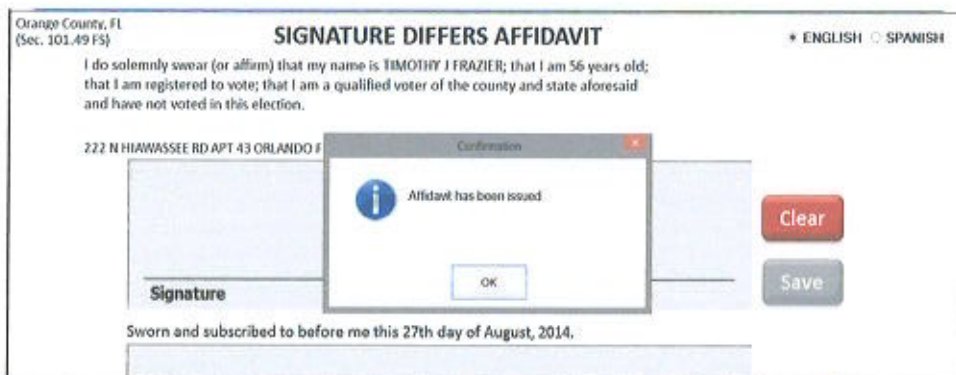 Orange County, FL
(Sec. 101.49 FS)
SIGNATURE DIFFERS AFFIDAVIT
ENGLISH SPANISH
I do solemnly swear (or affirm) that my name is TIMOTHY J FRAZIER; that I am 56 years old;
that I am registered to vote; that I am a qualified voter of the county and state aforesaid
and have not voted in this election.
222 N HIAWASSEE RD APT 43 ORLANDO F
Confirmation
Affidavit has been issued
OK
Clear
Save
Signature
Sworn and subscribed to before me this 27th day of August, 2014.